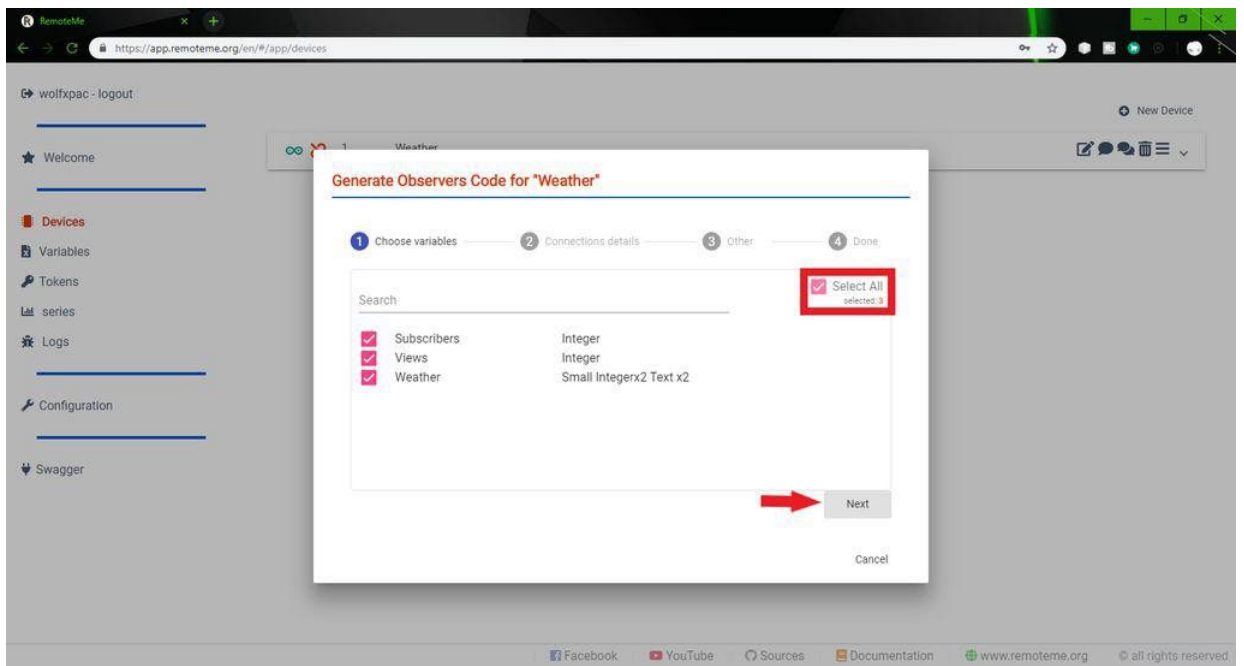 RemoteMe
https://app.remoteme.org/en/#/app/devices
wolfxpac - logout
New Device
1 Weather
Welcome
Generate Observers Code for "Weather"
Devices
1 Choose variables 2 Connections details 3 Other 4 Done
Variables
Tokens
Select All
Search
selected: 3
series
Subscribers Integer
Logs
Views Integer
Weather Small Integerx2 Text x2
Configuration
Swagger
Next
Cancel
Facebook YouTube Sources Documentation www.remoteme.org © all rights reserved